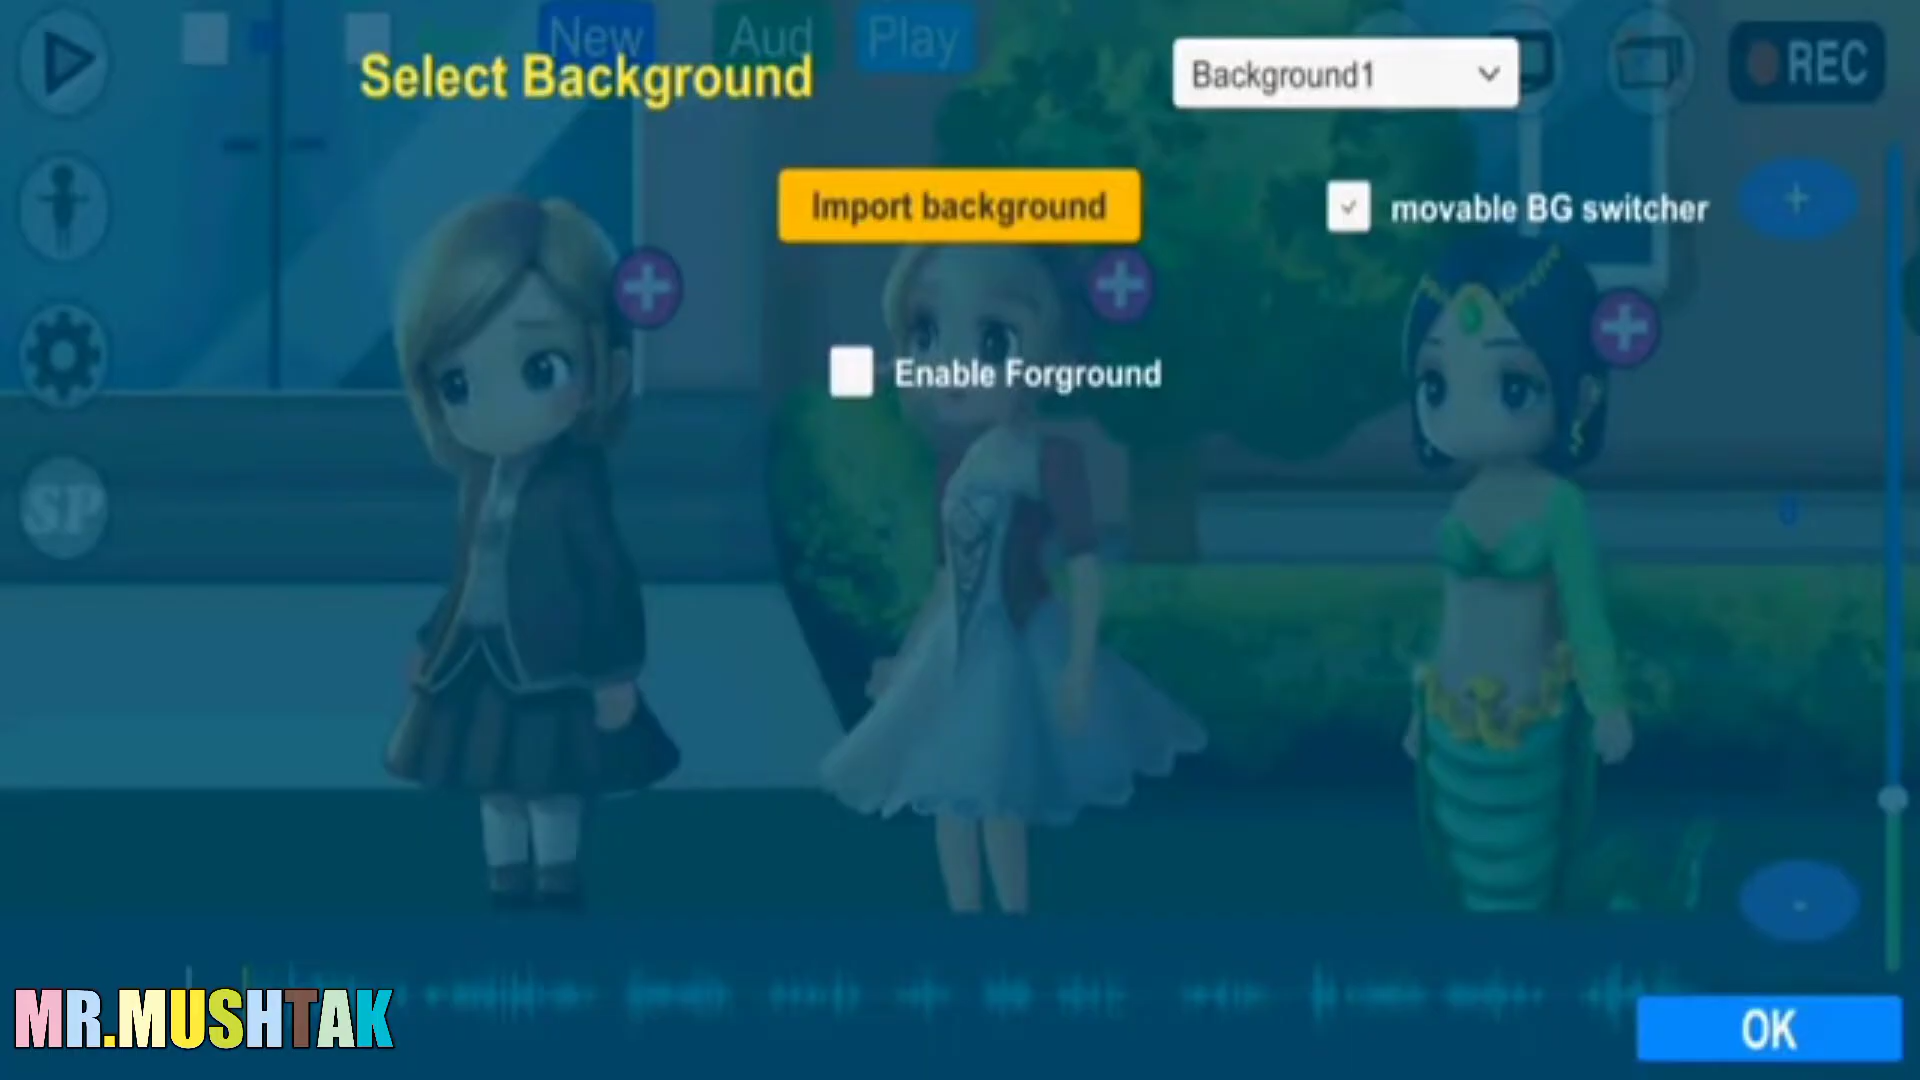 New Aud Play
Select Background
Background1
REC
Import background
movable BG switcher
Enable Forground
SP
MR.MUSHTAK
OK